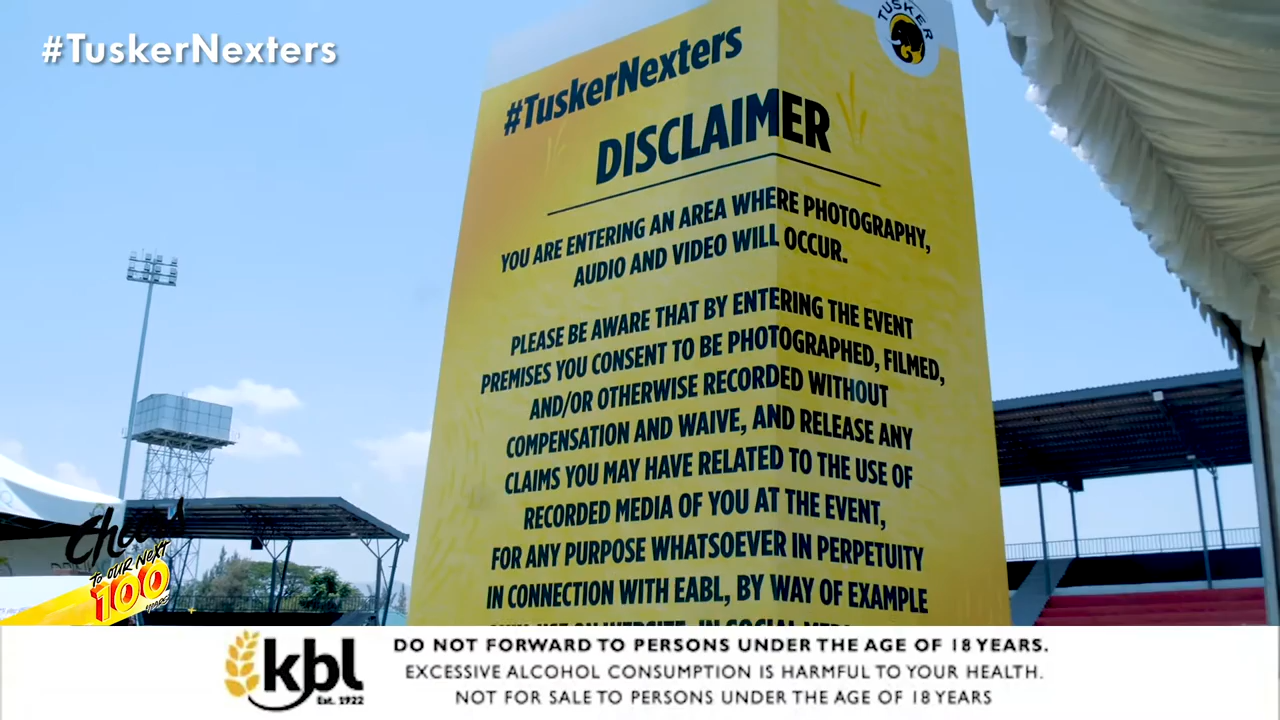 #TuskerNexters
TUSKER
#TuskerNexters
DISCLAIMER
YOU ARE ENTERING AN AREA WHERE PHOTOGRAPHY,
AUDIO AND VIDEO WILL OCCUR.
PLEASE BE AWARE THAT BY ENTERING THE EVENT
PREMISES YOU CONSENT TO BE PHOTOGRAPHED, FILMED,
AND/OR OTHERWISE RECORDED WITHOUT
COMPENSATION AND WAIVE, AND RELEASE ANY
CLAIMS YOU MAY HAVE RELATED TO THE USE OF
RECORDED MEDIA OF YOU AT THE EVENT,
FOR ANY PURPOSE WHATSOEVER IN PERPETUITY
IN CONNECTION WITH EABL, BY WAY OF EXAMPLE
Cheers
TO OUR NEXT
100
YEARS
kbl
Est. 1922
DO NOT FORWARD TO PERSONS UNDER THE AGE OF 18 YEARS.
EXCESSIVE ALCOHOL CONSUMPTION IS HARMFUL TO YOUR HEALTH.
NOT FOR SALE TO PERSONS UNDER THE AGE OF 18 YEARS